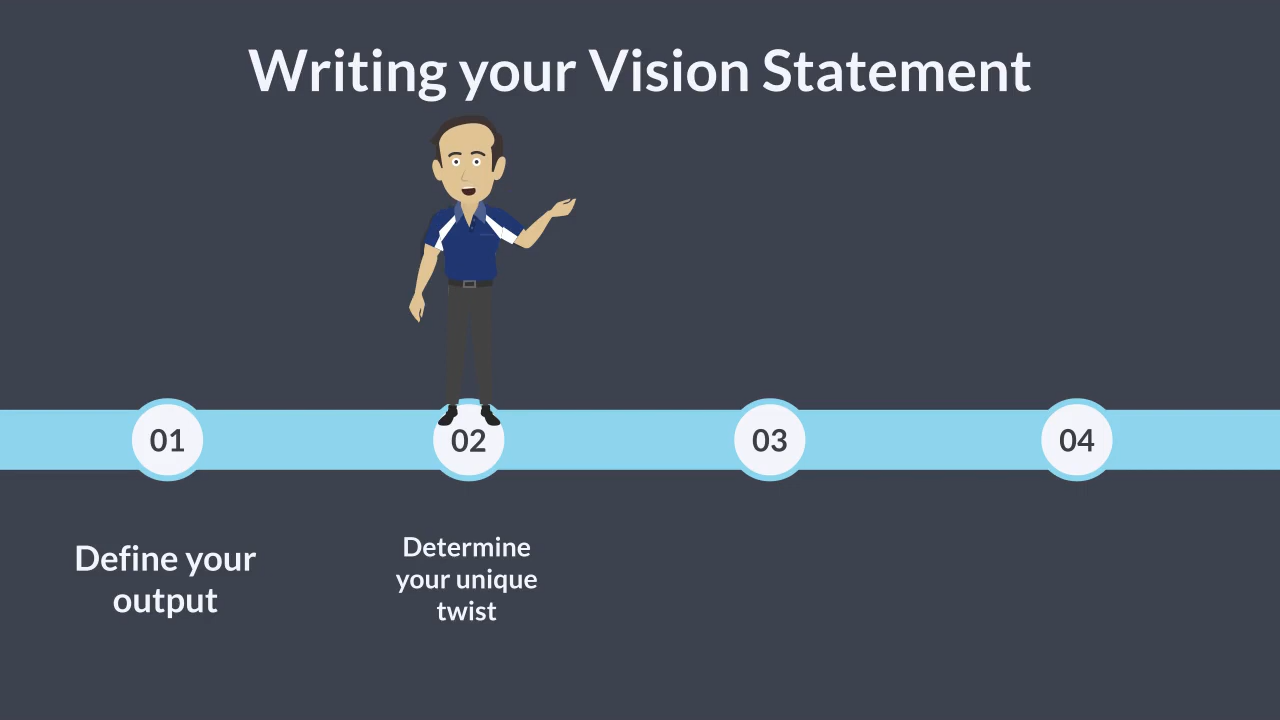 Writing your Vision Statement
01
02
03
04
Define your
output
Determine
your unique
twist